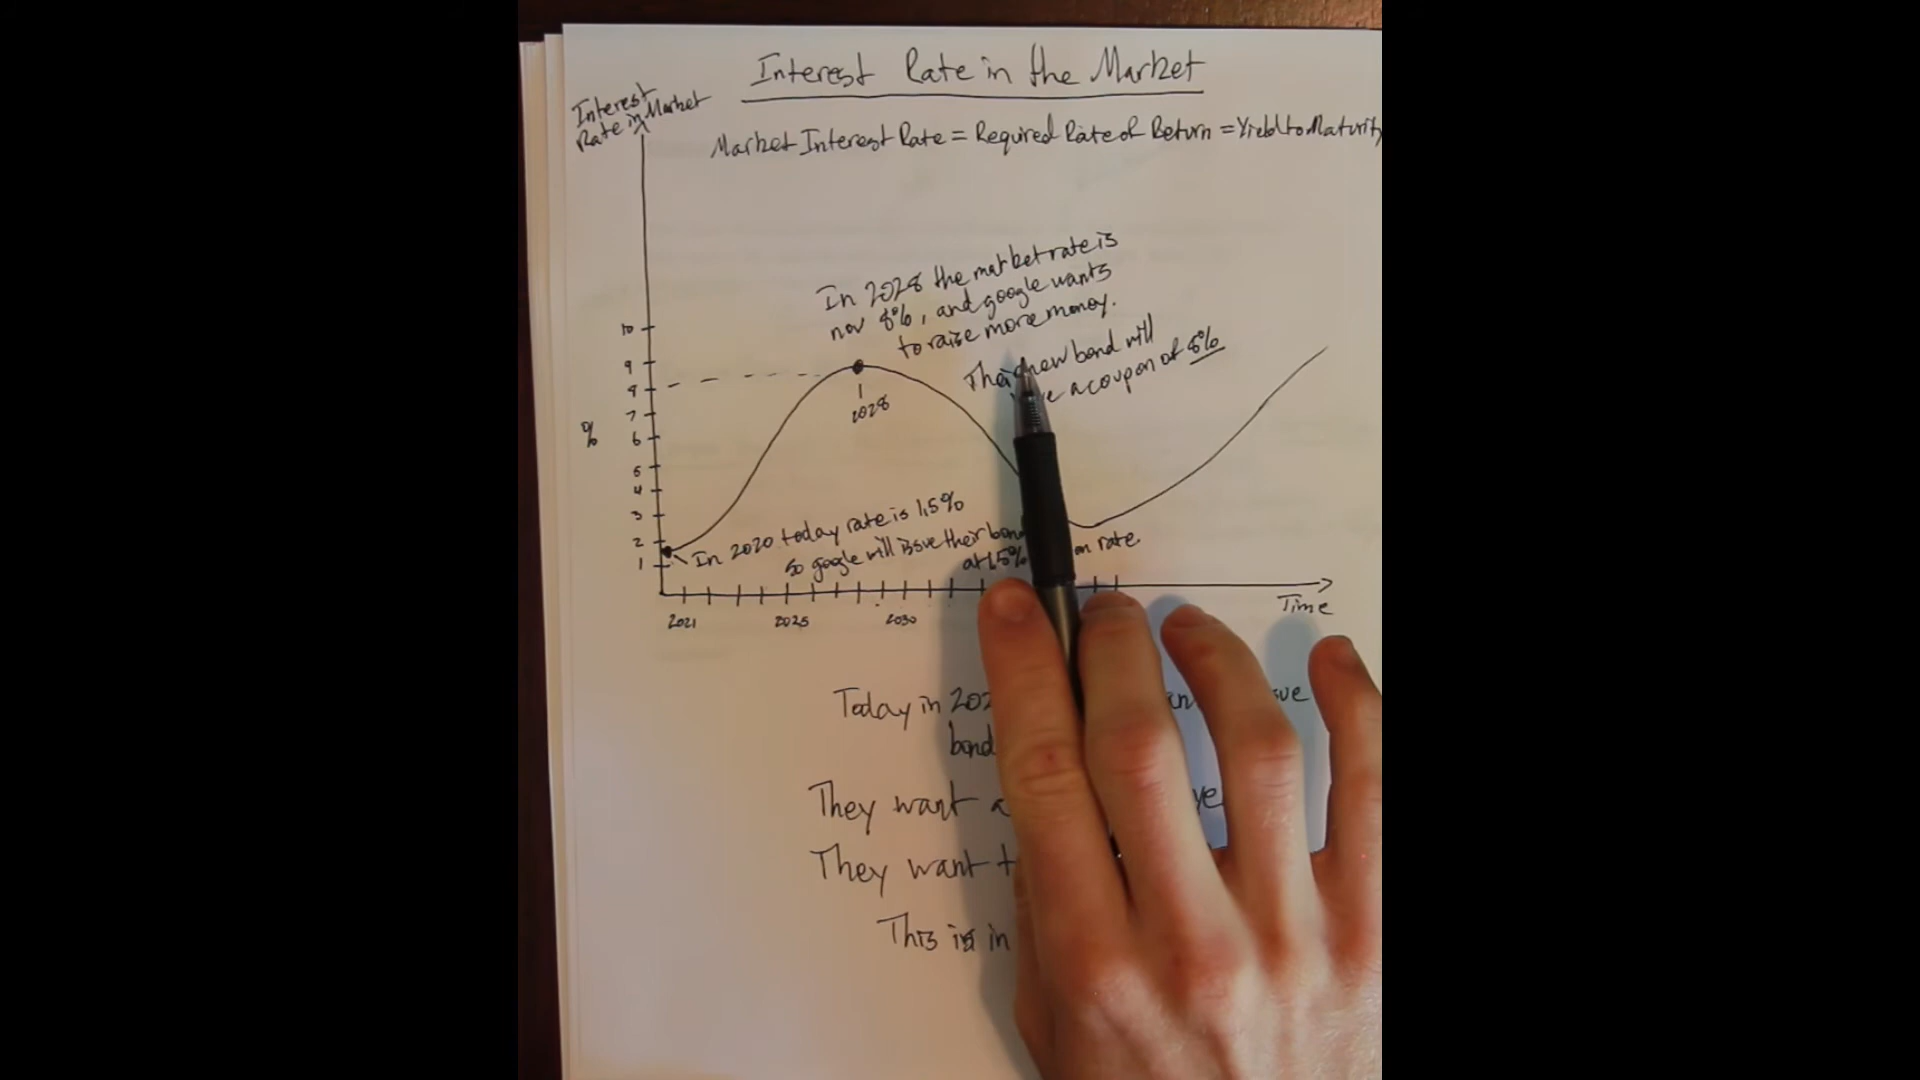 Interest Rate in the Market
Interest
Rate in Market
Market Interest Rate = Required Rate of Return = Yield to Maturity
In 2028 the market rate is
now 8%, and google wants
to raise more money.
new bond will
a coupon of 8%
10
9
8
7
%
6
5
4
3
2
1
2028
In 2020 today rate is 1,5%
so google will issue their bond
at 1.5%
rate
2021
2025
2030
Time
Today in
bond
They want a
They want
This is in